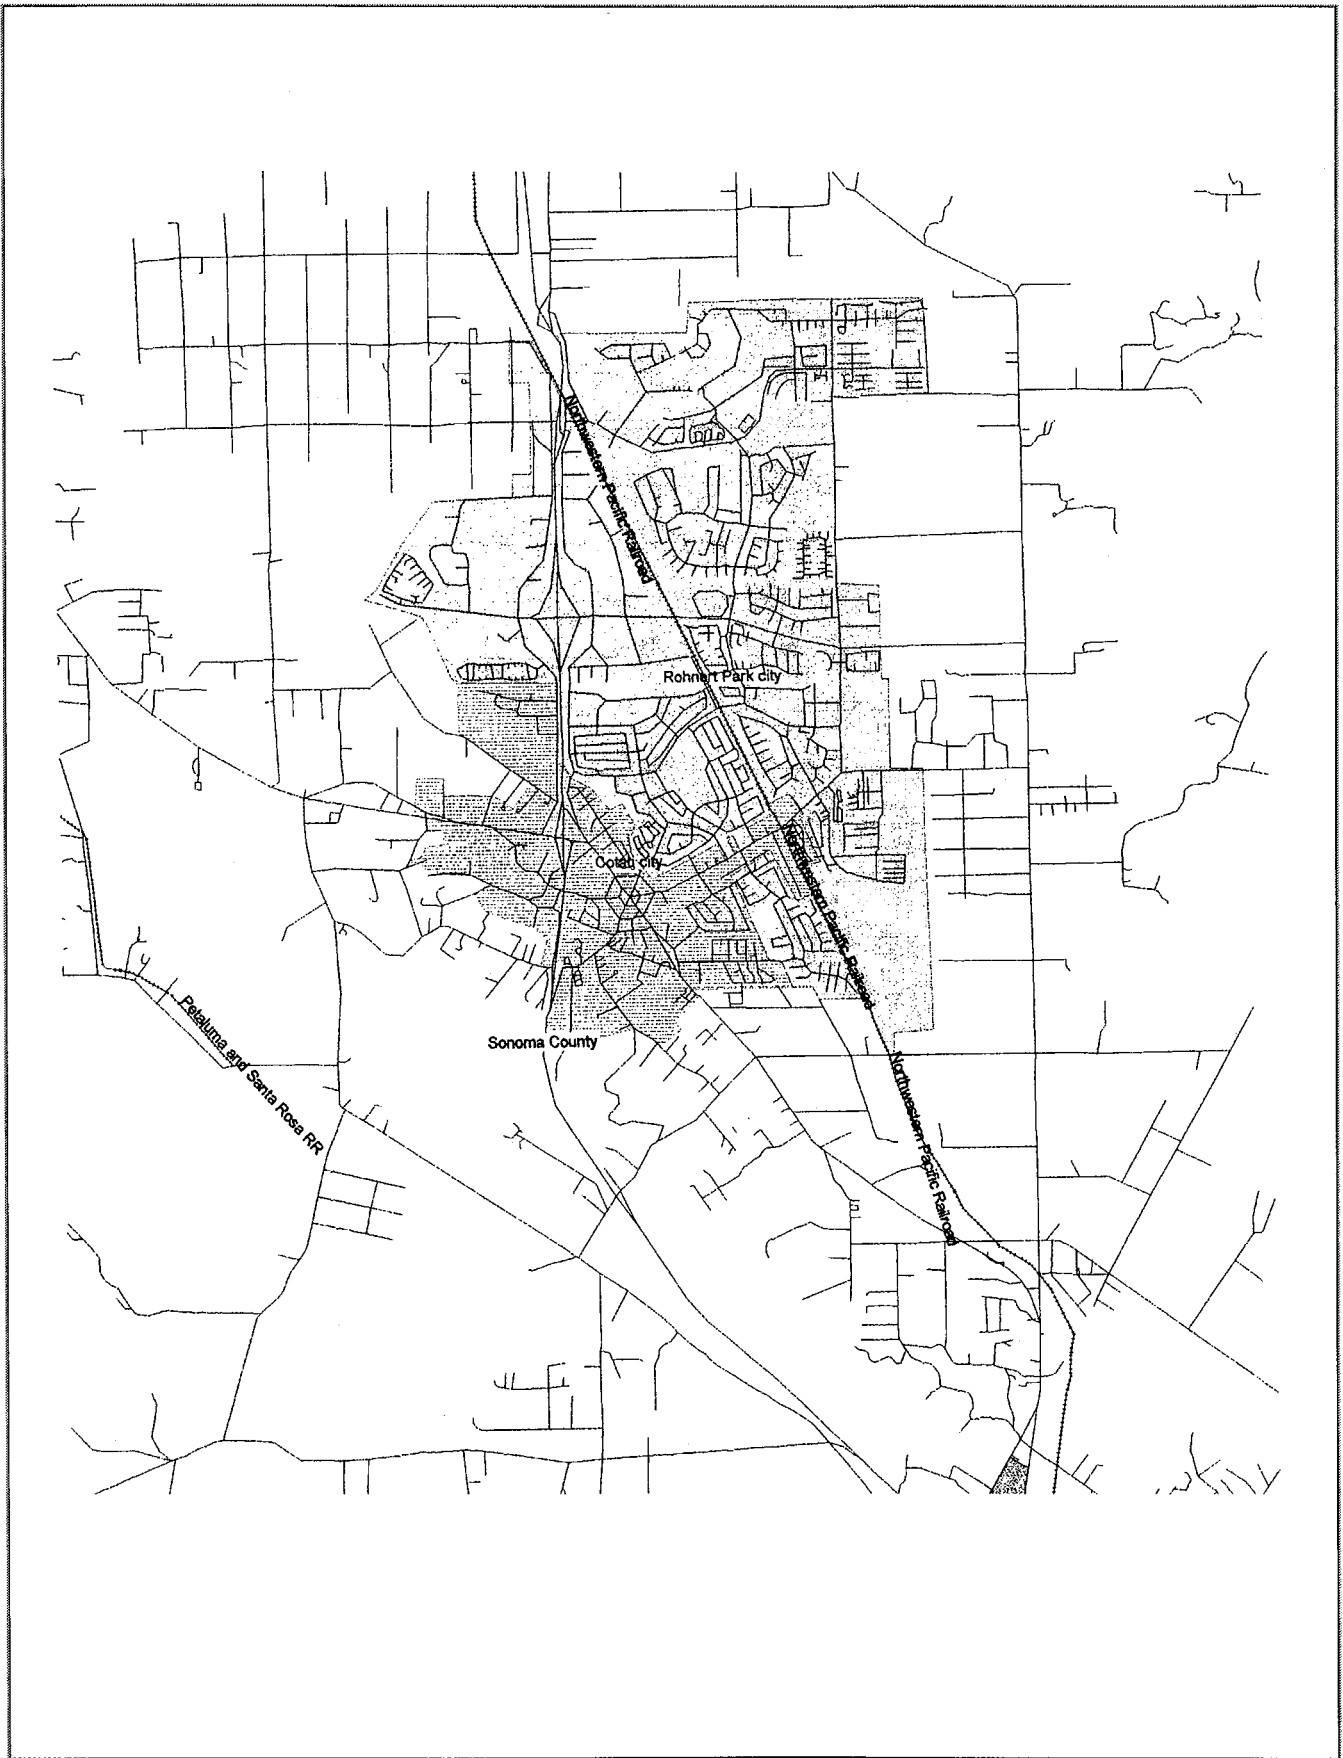 Northwestern Pacific Railroad
Rohnert Park city
Cotati city
Northwestern Pacific Railroad
Petaluma and Santa Rosa RR
Sonoma County
Northwestern Pacific Railroad